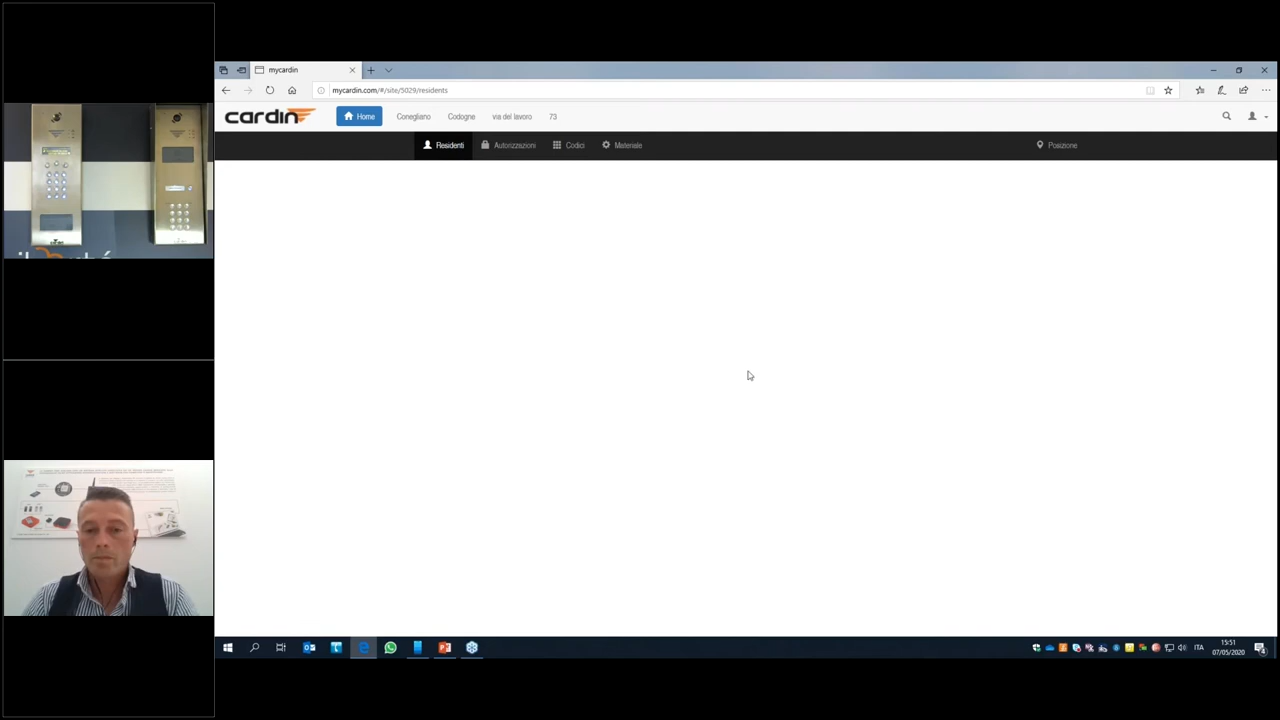 mycardin
mycardin.com/#/site/5029/residents
cardin
Home
Conegliano
Codogne
via del lavoro
73
Residenti
Autorizzazioni
Codici
Materiale
Posizione
ITA
15:51
07/05/2020